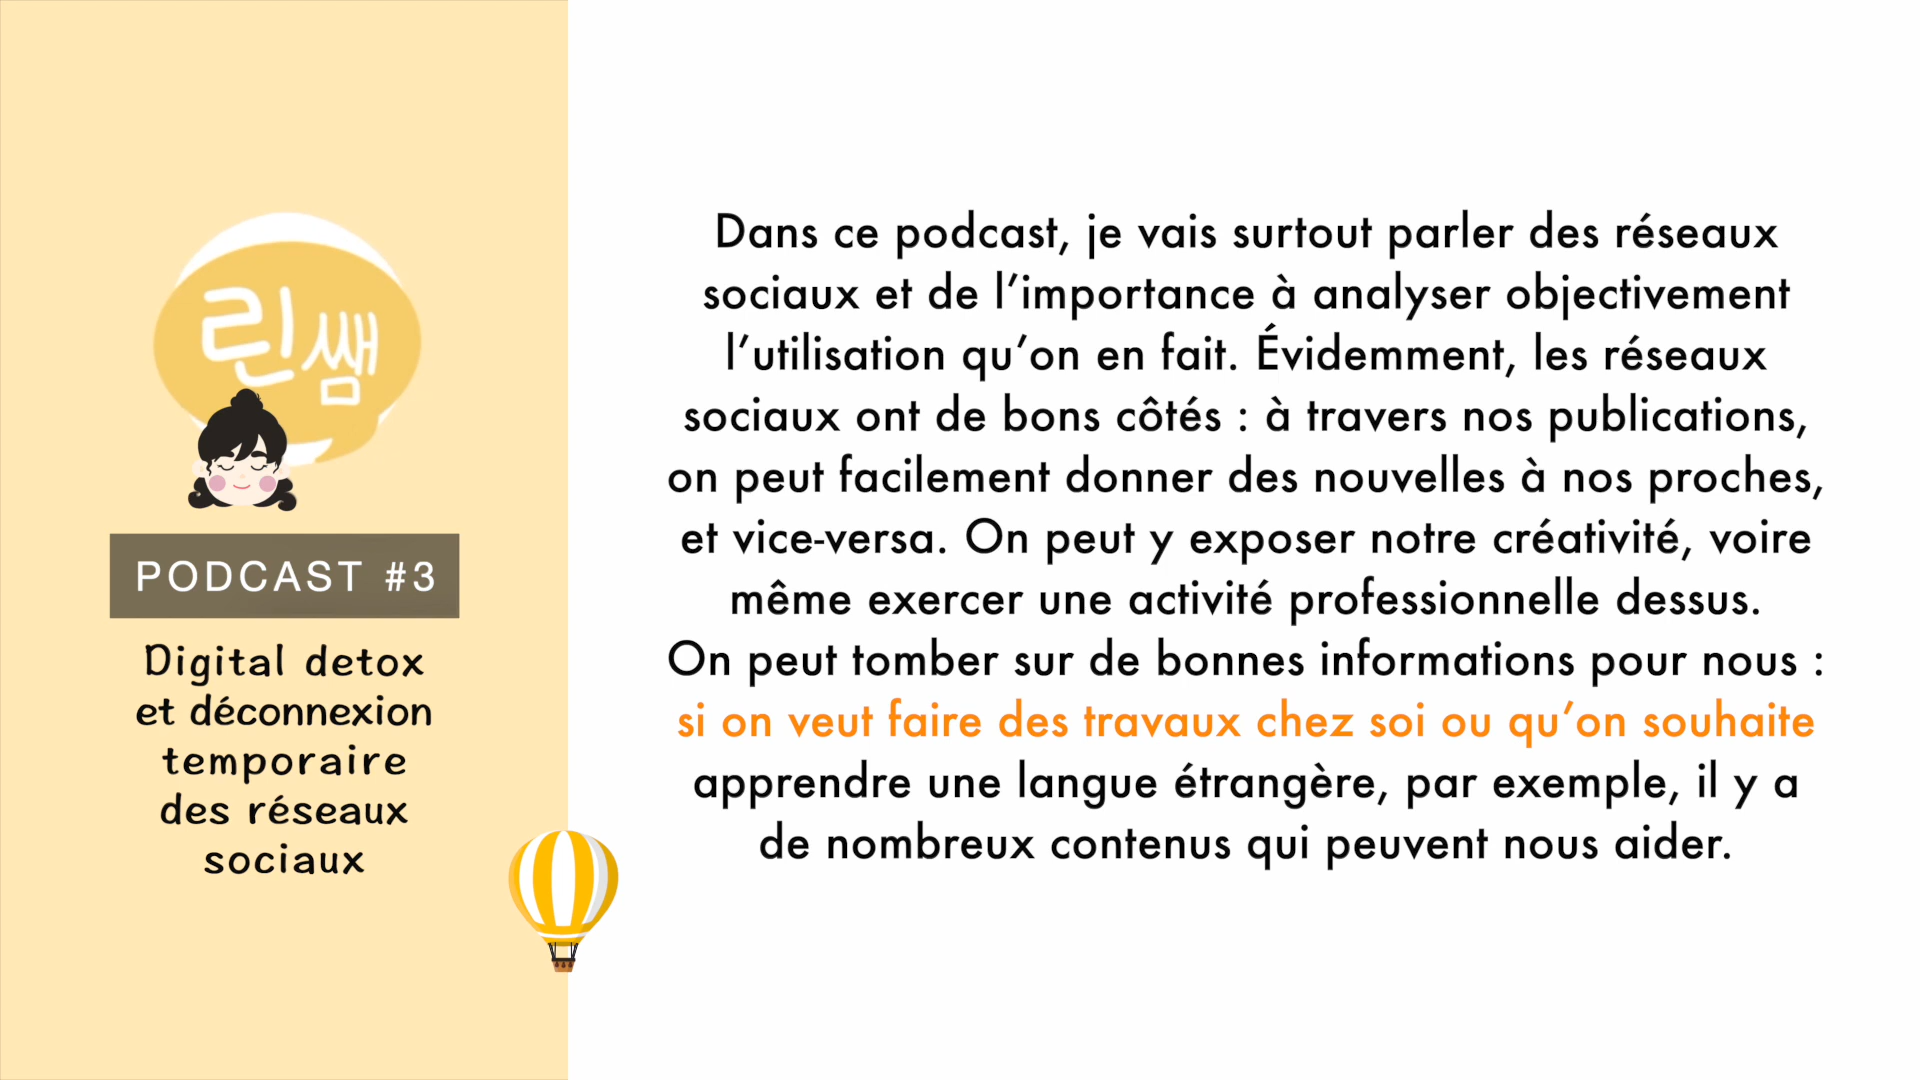 린쌤
PODCAST #3
Digital detox
et déconnexion
temporaire
des réseaux
sociaux
Dans ce podcast, je vais surtout parler des réseaux
sociaux et de l’importance à analyser objectivement
l’utilisation qu’on en fait. Évidemment, les réseaux
sociaux ont de bons côtés : à travers nos publications,
on peut facilement donner des nouvelles à nos proches,
et vice-versa. On peut y exposer notre créativité, voire
même exercer une activité professionnelle dessus.
On peut tomber sur de bonnes informations pour nous :
si on veut faire des travaux chez soi ou qu’on souhaite
apprendre une langue étrangère, par exemple, il y a
de nombreux contenus qui peuvent nous aider.